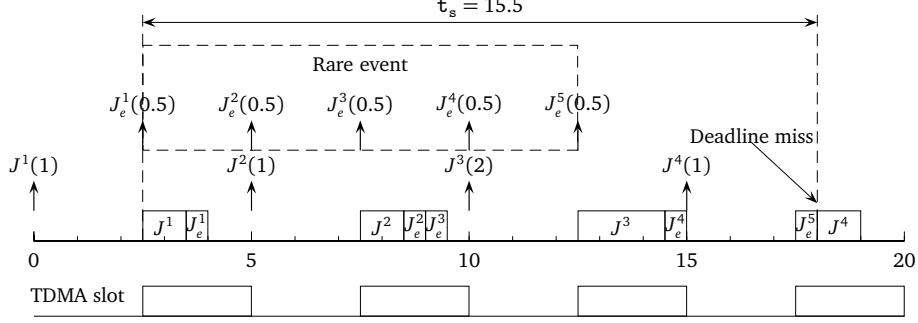 t_s = 15.5
Rare event
J_e^1(0.5) J_e^2(0.5) J_e^3(0.5) J_e^4(0.5) J_e^5(0.5)
Deadline miss
J^1(1) J^2(1) J^3(2) J^4(1)
J^1 J_e^1 J^2 J_e^2 J_e^3 J^3 J_e^4 J_e^5 J^4
0 5 10 15 20
TDMA slot